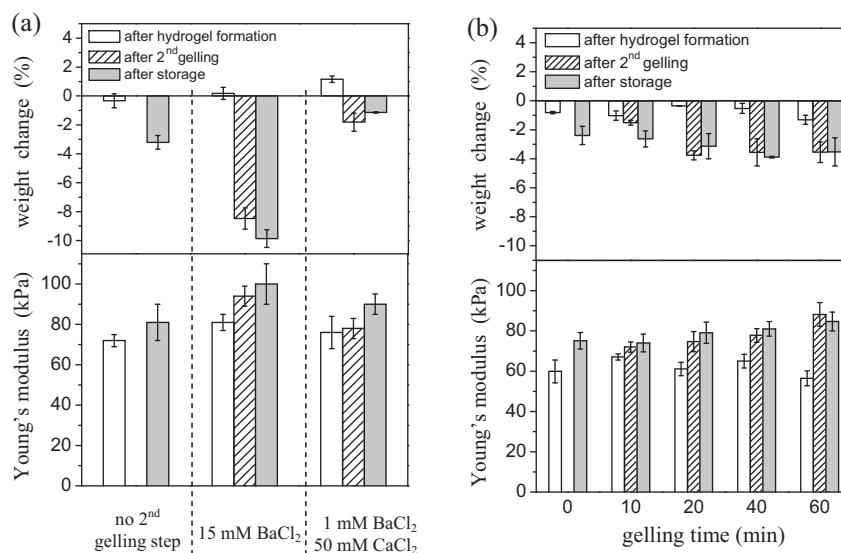 (a)
after hydrogel formation
after 2nd gelling
after storage
weight change (%)
4
2
0
-2
-4
-6
-8
-10
Young's modulus (kPa)
100
80
60
40
20
0
no 2nd
gelling step
15 mM BaCl2
1 mM BaCl2
50 mM CaCl2
(b)
after hydrogel formation
after 2nd gelling
after storage
weight change (%)
4
2
0
-2
-4
-6
-8
-10
Young's modulus (kPa)
100
80
60
40
20
0
0 10 20 40 60
gelling time (min)